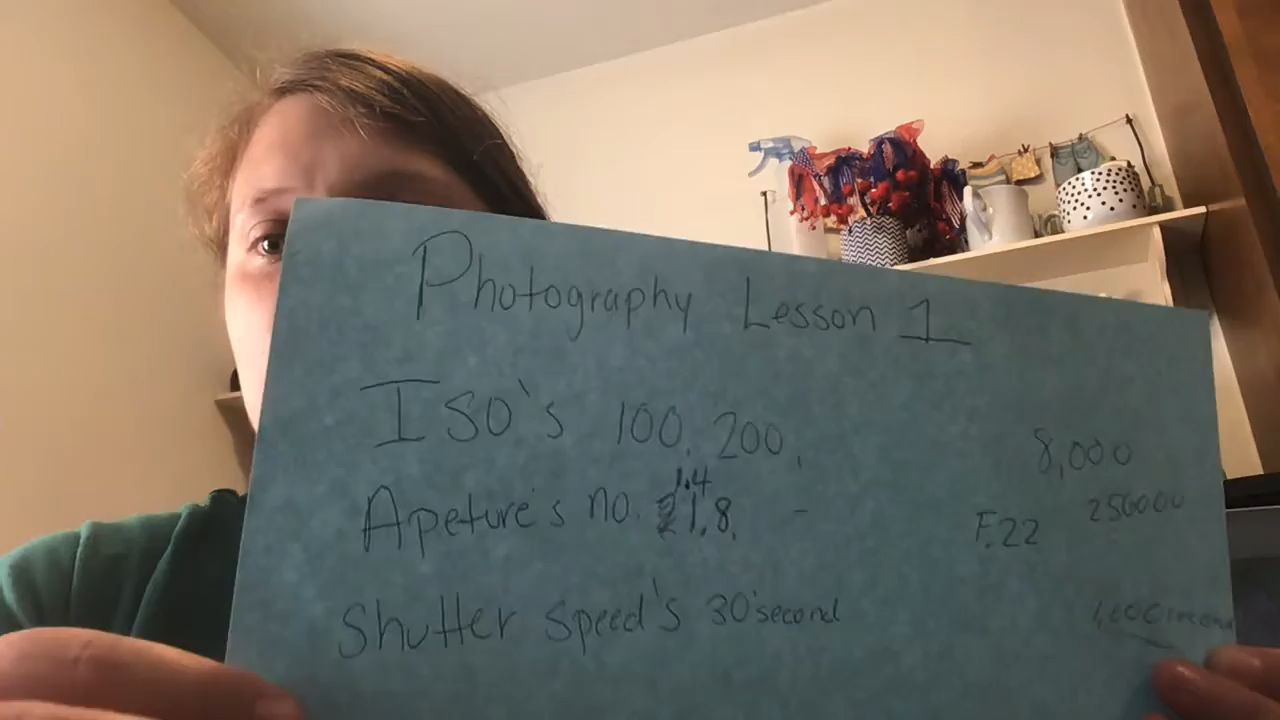 Photography Lesson 1
ISO's 100, 200, 8,000
256000
1.4
Apeture's no. 1.8, - F.22
Shutter Speed's 30'second